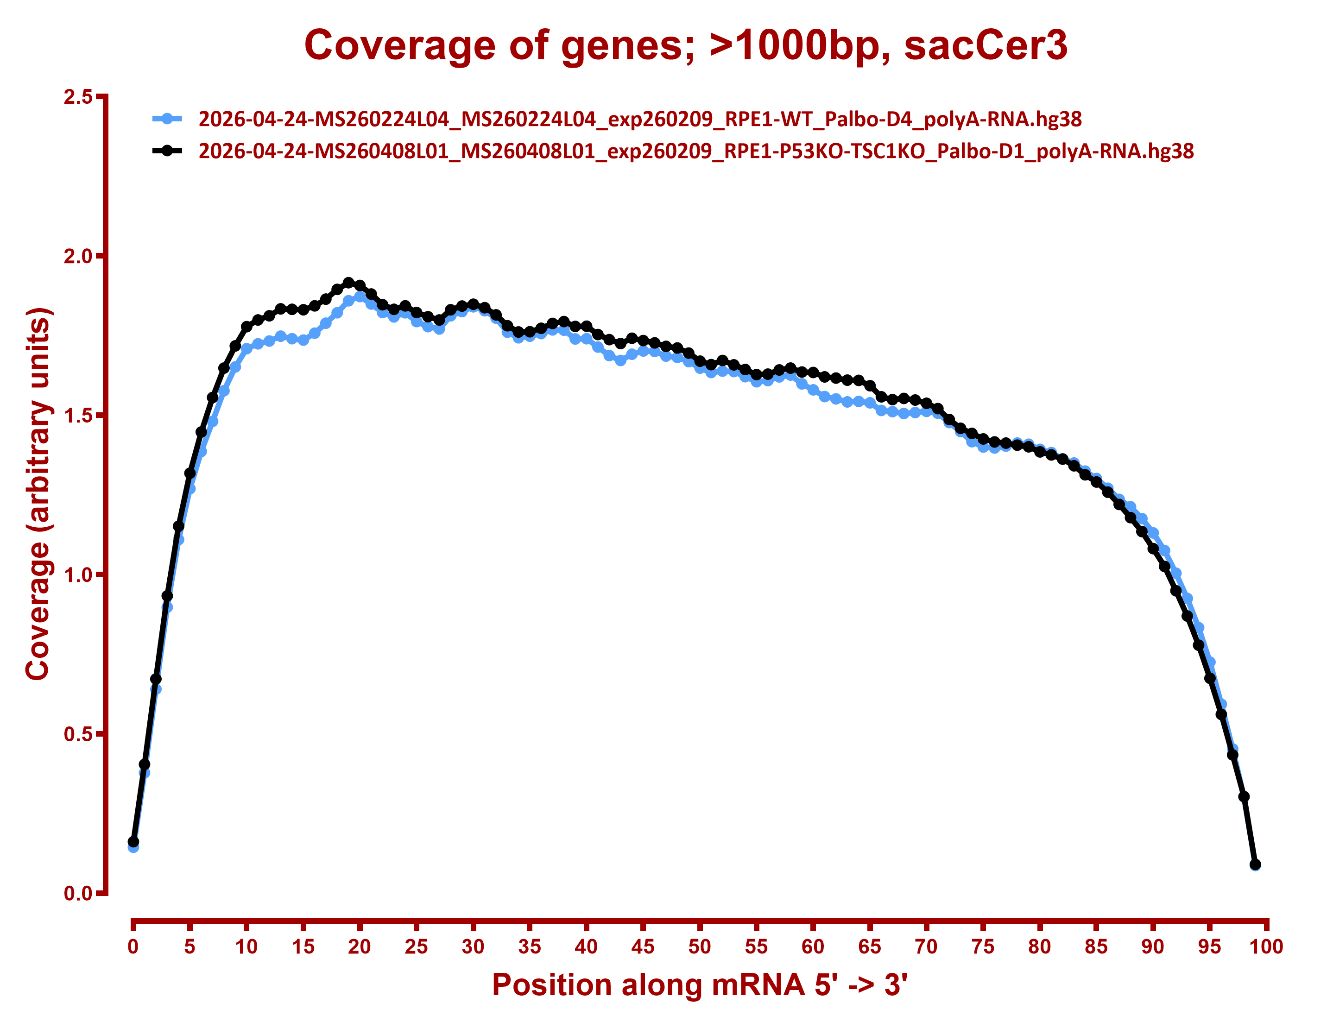 Coverage of genes; >1000bp, sacCer3
2026-04-24-MS260224L04_MS260224L04_exp260209_RPE1-WT_Palbo-D4_polyA-RNA.hg38
2026-04-24-MS260408L01_MS260408L01_exp260209_RPE1-P53KO-TSC1KO_Palbo-D1_polyA-RNA.hg38
Coverage (arbitrary units)
2.5
2.0
1.5
1.0
0.5
0.0
0 5 10 15 20 25 30 35 40 45 50 55 60 65 70 75 80 85 90 95 100
Position along mRNA 5' -> 3'